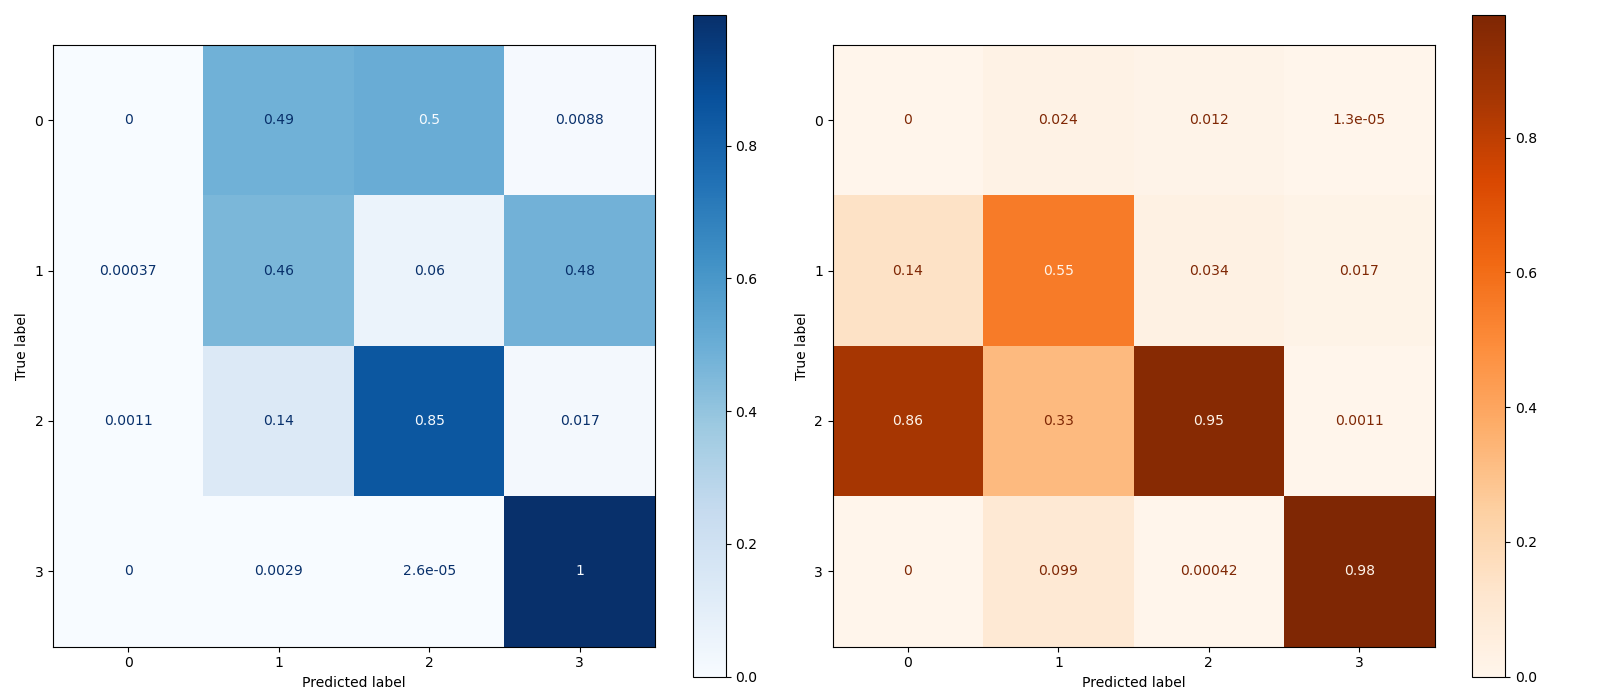 0 0.49 0.5 0.0088
0.00037 0.46 0.06 0.48
0.0011 0.14 0.85 0.017
0 0.0029 2.6e-05 1
0
1
2
3
True label
0 1 2 3
Predicted label
0.8
0.6
0.4
0.2
0.0
0 0.024 0.012 1.3e-05
0.14 0.55 0.034 0.017
0.86 0.33 0.95 0.0011
0 0.099 0.00042 0.98
0
1
2
3
True label
0 1 2 3
Predicted label
0.8
0.6
0.4
0.2
0.0